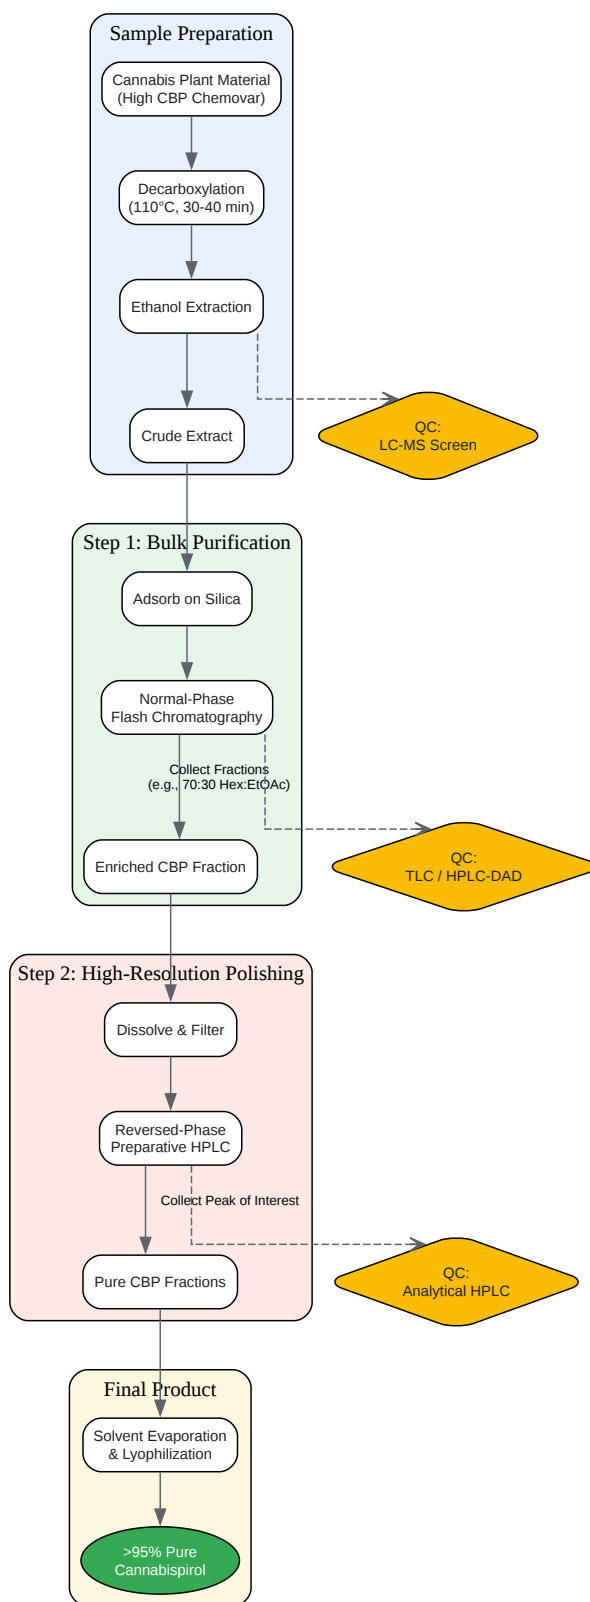 Sample Preparation
Cannabis Plant Material
(High CBP Chemovar)
Decarboxylation
(110°C, 30-40 min)
Ethanol Extraction
Crude Extract
QC:
LC-MS Screen
Step 1: Bulk Purification
Adsorb on Silica
Normal-Phase
Flash Chromatography
Collect Fractions
(e.g., 70:30 Hex:EtOAc)
Enriched CBP Fraction
QC:
TLC / HPLC-DAD
Step 2: High-Resolution Polishing
Dissolve & Filter
Reversed-Phase
Preparative HPLC
Collect Peak of Interest
Pure CBP Fractions
QC:
Analytical HPLC
Final Product
Solvent Evaporation
& Lyophilization
>95% Pure
Cannabispirol